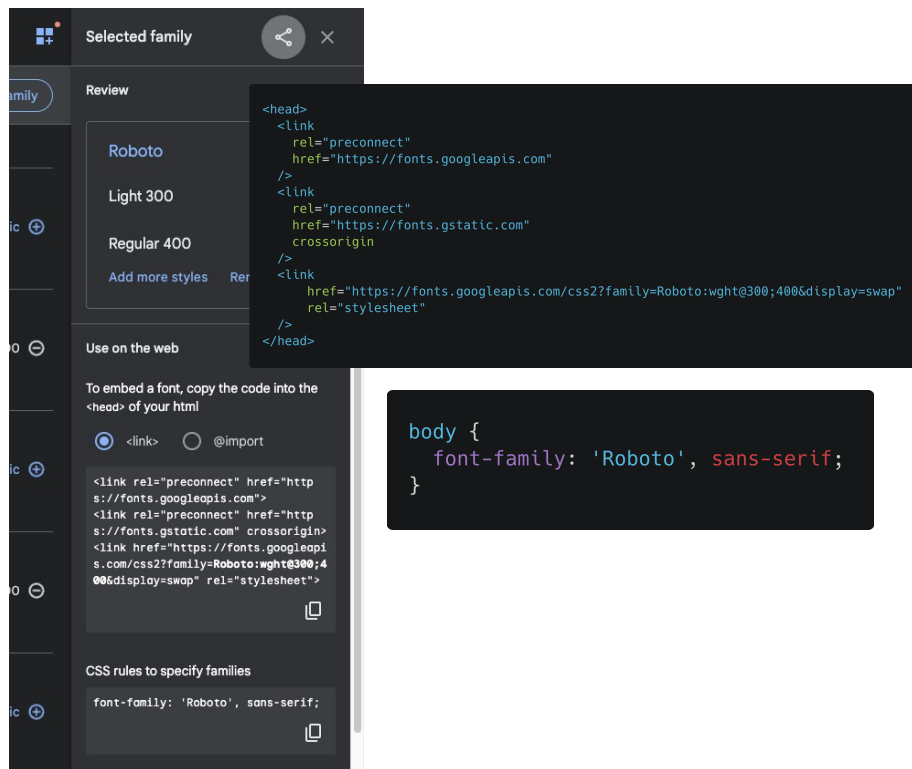 Selected family
amily
Review
Roboto
Light 300
Regular 400
Add more styles
ic
00
Use on the web
To embed a font, copy the code into the
<head> of your html
<link>
@import
ic
<link rel="preconnect" href="http
s://fonts.googleapis.com">
<link rel="preconnect" href="http
s://fonts.gstatic.com" crossorigin>
<link href="https://fonts.googleapi
s.com/css2?family=Roboto:wght@300;4
00&display=swap" rel="stylesheet">
00
CSS rules to specify families
font-family: 'Roboto', sans-serif;
ic
<head>
<link
rel="preconnect"
href="https://fonts.googleapis.com"
/>
<link
rel="preconnect"
href="https://fonts.gstatic.com"
crossorigin
/>
<link
href="https://fonts.googleapis.com/css2?family=Roboto:wght@300;400&display=swap"
rel="stylesheet"
/>
</head>
body {
font-family: 'Roboto', sans-serif;
}